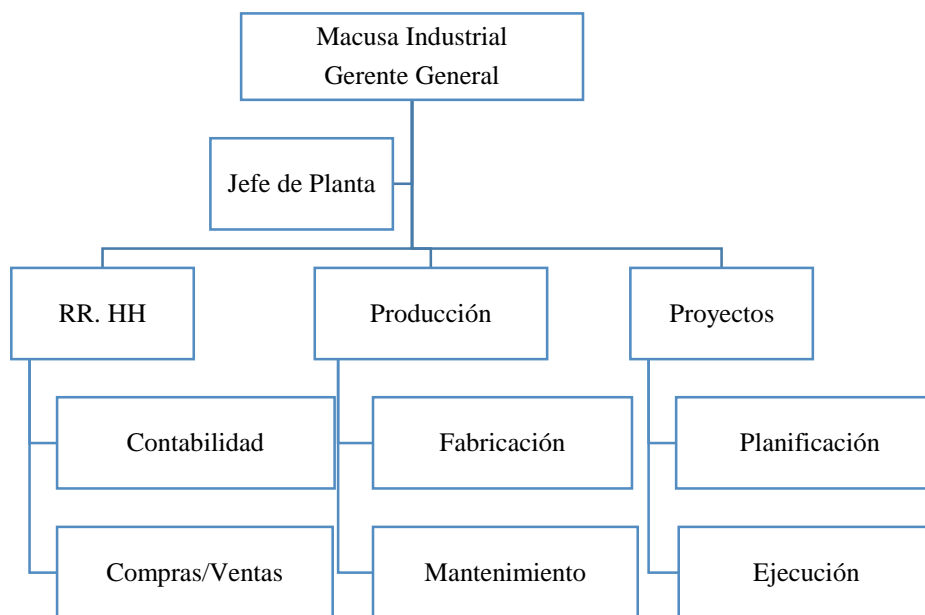 Macusa Industrial
Gerente General
Jefe de Planta
RR. HH
Producción
Proyectos
Contabilidad
Fabricación
Planificación
Compras/Ventas
Mantenimiento
Ejecución